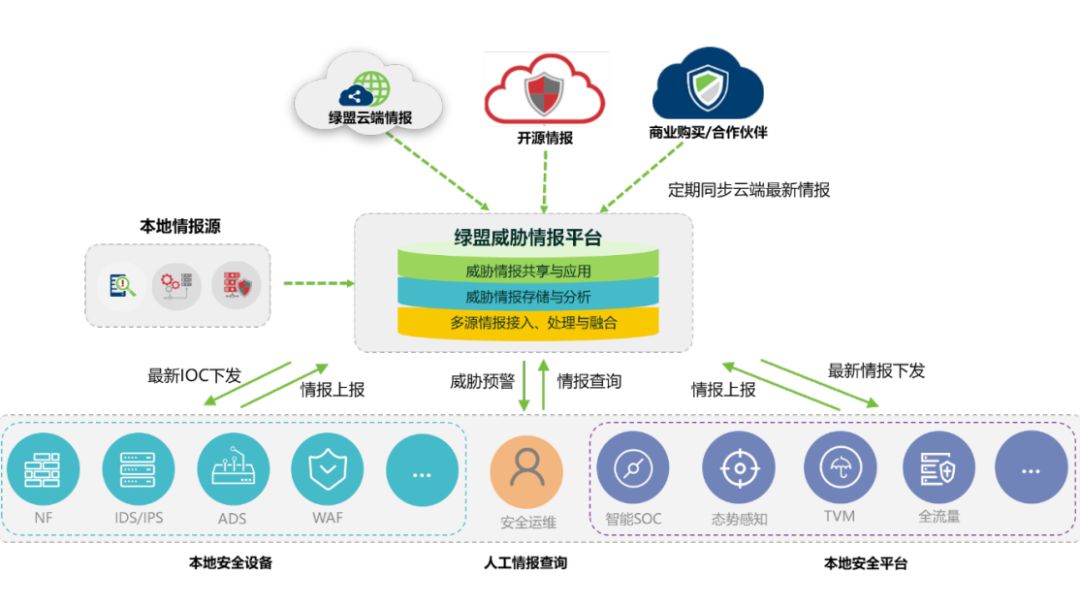 绿盟云端情报
开源情报
商业购买/合作伙伴
定期同步云端最新情报
本地情报源
绿盟威胁情报平台
威胁情报共享与应用
威胁情报存储与分析
多源情报接入、处理与融合
最新IOC下发
情报上报
威胁预警
情报查询
情报上报
最新情报下发
NF
IDS/IPS
ADS
WAF
...
安全运维
智能SOC
态势感知
TVM
全流量
...
本地安全设备
人工情报查询
本地安全平台